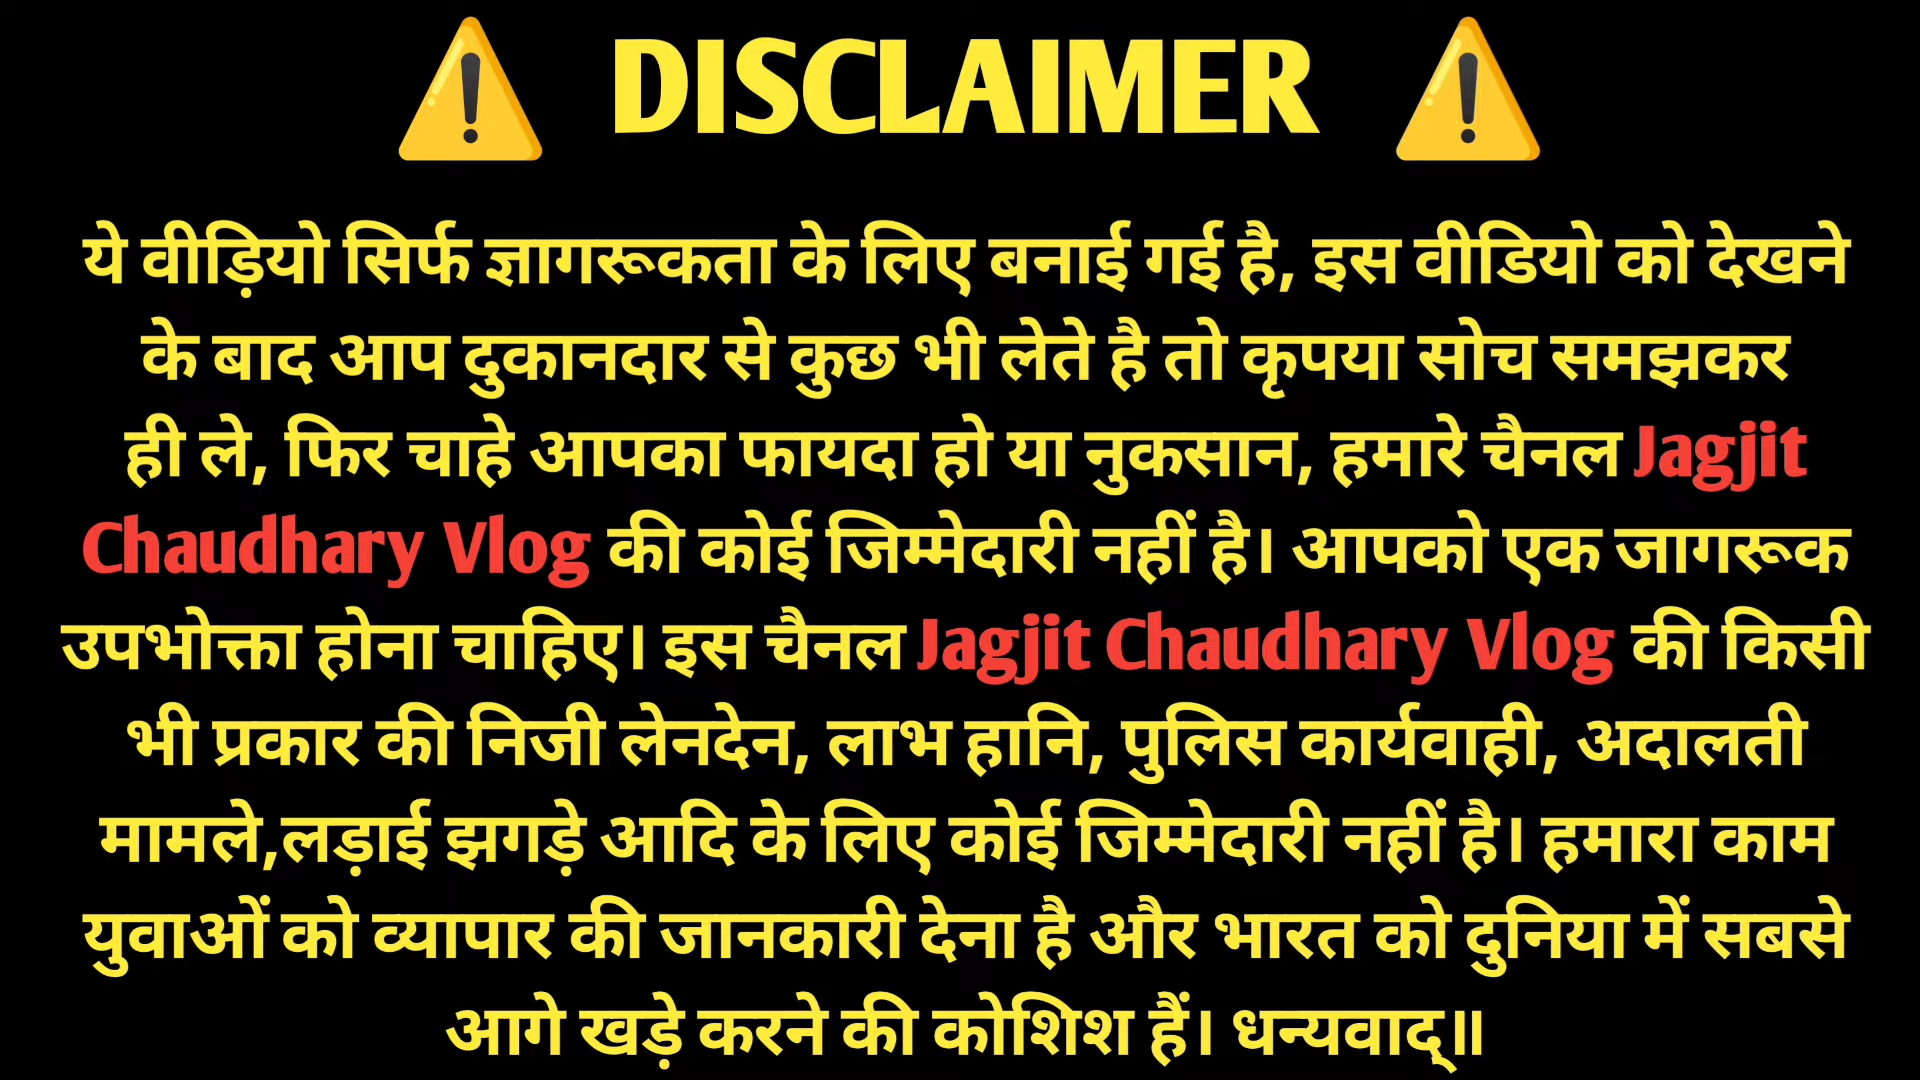 DISCLAIMER
ये वीड़ियो सिर्फ ज्ञागरूकता के लिए बनाई गई है, इस वीडियो को देखने
के बाद आप दुकानदार से कुछ भी लेते है तो कृपया सोच समझकर
ही ले, फिर चाहे आपका फायदा हो या नुकसान, हमारे चैनल Jagjit
Chaudhary Vlog की कोई जिम्मेदारी नहीं है। आपको एक जागरूक
उपभोक्ता होना चाहिए। इस चैनल Jagjit Chaudhary Vlog की किसी
भी प्रकार की निजी लेनदेन, लाभ हानि, पुलिस कार्यवाही, अदालती
मामले,लड़ाई झगड़े आदि के लिए कोई जिम्मेदारी नहीं है। हमारा काम
युवाओं को व्यापार की जानकारी देना है और भारत को दुनिया में सबसे
आगे खड़े करने की कोशिश हैं। धन्यवाद्॥